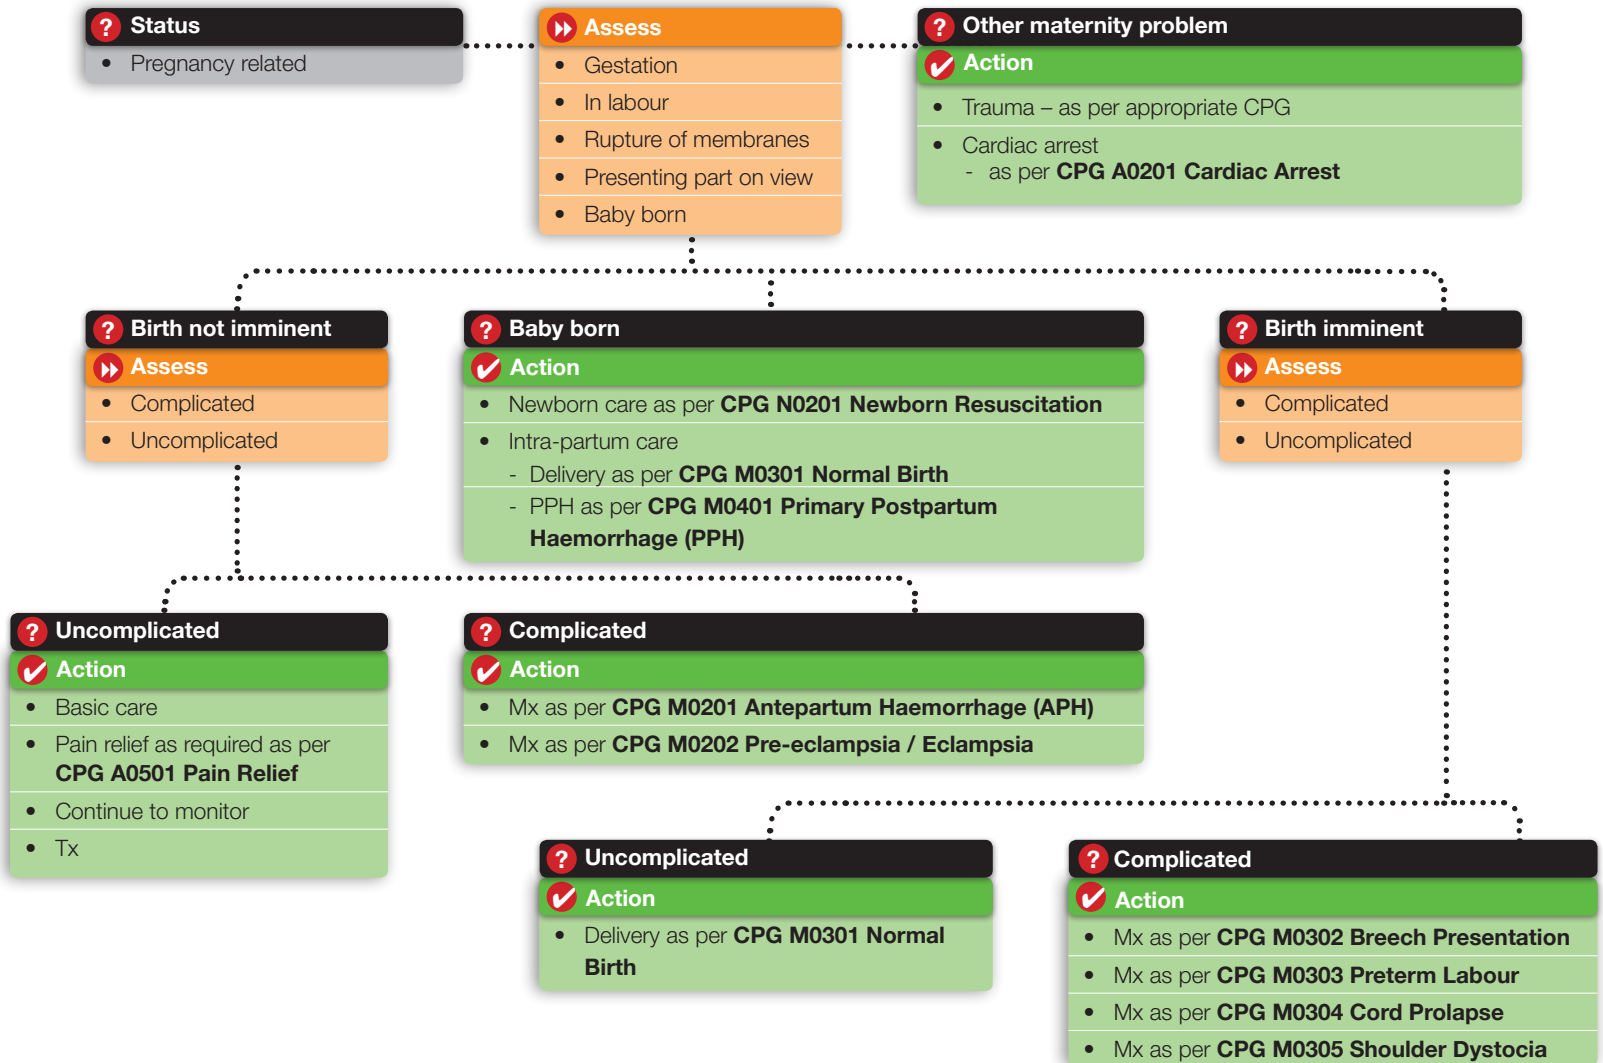 Status
• Pregnancy related
Assess
• Gestation
• In labour
• Rupture of membranes
• Presenting part on view
• Baby born
Other maternity problem
Action
• Trauma – as per appropriate CPG
• Cardiac arrest
- as per CPG A0201 Cardiac Arrest
Birth not imminent
Assess
• Complicated
• Uncomplicated
Baby born
Action
• Newborn care as per CPG N0201 Newborn Resuscitation
• Intra-partum care
- Delivery as per CPG M0301 Normal Birth
- PPH as per CPG M0401 Primary Postpartum
Haemorrhage (PPH)
Birth imminent
Assess
• Complicated
• Uncomplicated
Uncomplicated
Action
• Basic care
• Pain relief as required as per
CPG A0501 Pain Relief
• Continue to monitor
• Tx
Complicated
Action
• Mx as per CPG M0201 Antepartum Haemorrhage (APH)
• Mx as per CPG M0202 Pre-eclampsia / Eclampsia
Uncomplicated
Action
• Delivery as per CPG M0301 Normal
Birth
Complicated
Action
• Mx as per CPG M0302 Breech Presentation
• Mx as per CPG M0303 Preterm Labour
• Mx as per CPG M0304 Cord Prolapse
• Mx as per CPG M0305 Shoulder Dystocia